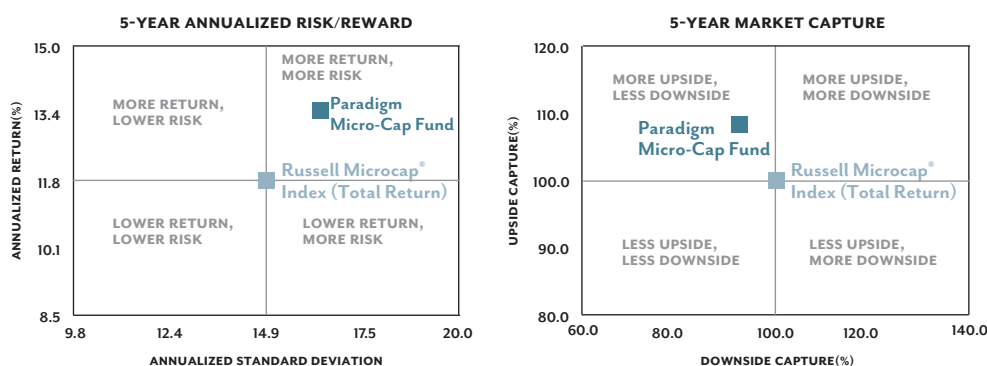 5-YEAR ANNUALIZED RISK/REWARD
15.0
13.4
11.8
10.1
8.5
ANNUALIZED RETURN(%)
MORE RETURN,
LOWER RISK
MORE RETURN,
MORE RISK
Paradigm
Micro-Cap Fund
Russell Microcap®
Index (Total Return)
LOWER RETURN,
LOWER RISK
LOWER RETURN,
MORE RISK
9.8 12.4 14.9 17.5 20.0
ANNUALIZED STANDARD DEVIATION
5-YEAR MARKET CAPTURE
120.0
110.0
100.0
90.0
80.0
UPSIDE CAPTURE(%)
MORE UPSIDE,
LESS DOWNSIDE
MORE UPSIDE,
MORE DOWNSIDE
Paradigm
Micro-Cap Fund
Russell Microcap®
Index (Total Return)
LESS UPSIDE,
LESS DOWNSIDE
LESS UPSIDE,
MORE DOWNSIDE
60.0 80.0 100.0 120.0 140.0
DOWNSIDE CAPTURE(%)